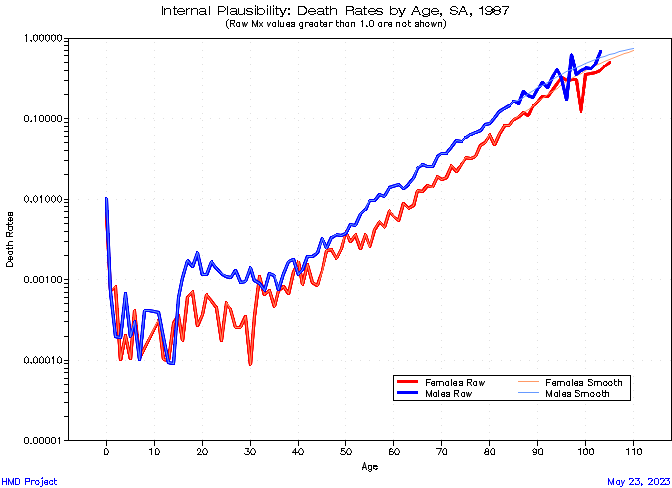 Internal Plausibility: Death Rates by Age, SA, 1987
(Raw Mx values greater than 1.0 are not shown)
1.00000
0.10000
0.01000
0.00100
0.00010
0.00001
Death Rates
0 10 20 30 40 50 60 70 80 90 100 110
Age
Females Raw
Females Smooth
Males Raw
Males Smooth
HMD Project
May 23, 2023